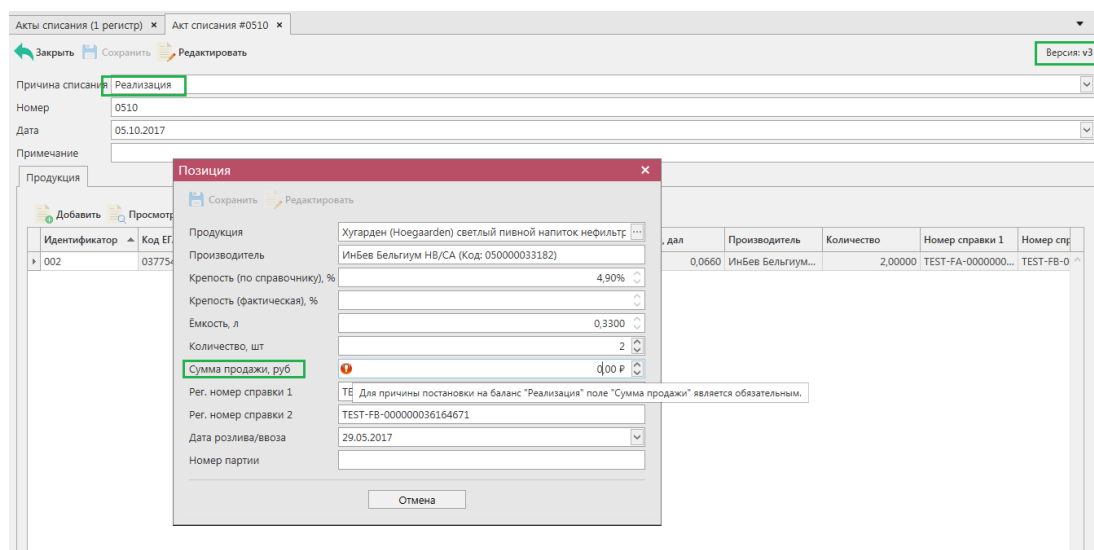 Акты списания (1 регистр) × Акт списания #0510 ×
Закрыть Сохранить Редактировать Версия: v3
Причина списания Реализация
Номер 0510
Дата 05.10.2017
Примечание
Продукция
Добавить Просмотр
Идентификатор Код ЕГ , дал Производитель Количество Номер справки 1 Номер спр
002 03775 0,0660 ИнБев Бельгиум... 2,00000 TEST-FA-0000000... TEST-FB-0
Позиция ×
Сохранить Редактировать
Продукция Хугарден (Hoegaarden) светлый пивной напиток нефильтр ...
Производитель ИнБев Бельгиум НВ/СА (Код: 050000033182)
Крепость (по справочнику), % 4,90%
Крепость (фактическая), %
Ёмкость, л 0,3300
Количество, шт 2
Сумма продажи, руб 0,00 ₽
Рег. номер справки 1 TE
Для причины постановки на баланс "Реализация" поле "Сумма продажи" является обязательным.
Рег. номер справки 2 TEST-FB-000000036164671
Дата розлива/ввоза 29.05.2017
Номер партии
Отмена